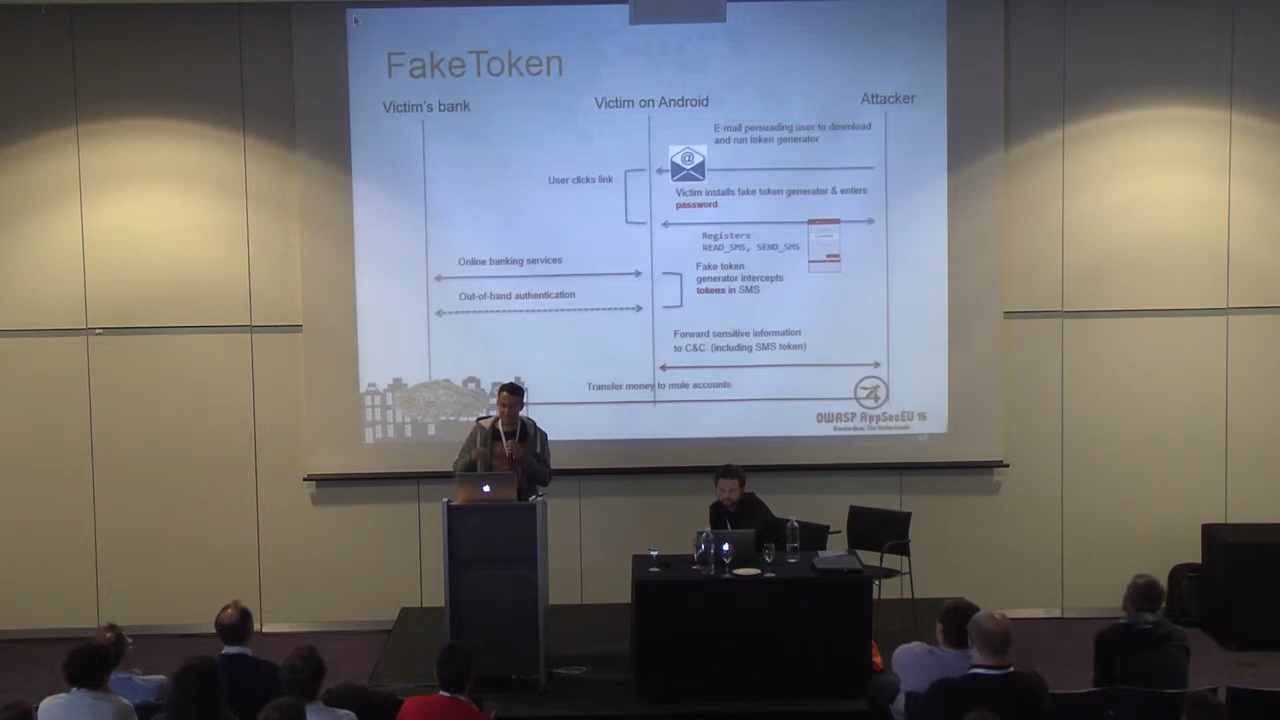 FakeToken
Victim's bank
Victim on Android
Attacker
E-mail persuading user to download
and run token generator
User clicks link
Victim installs fake token generator & enters
password
Registers
READ_SMS, SEND_SMS
Online banking services
Fake token
generator intercepts
tokens in SMS
Out-of-band authentication
Forward sensitive information
to C&C. (including SMS token)
Transfer money to mule accounts
OWASP AppSecEU 15
Amsterdam, The Netherlands